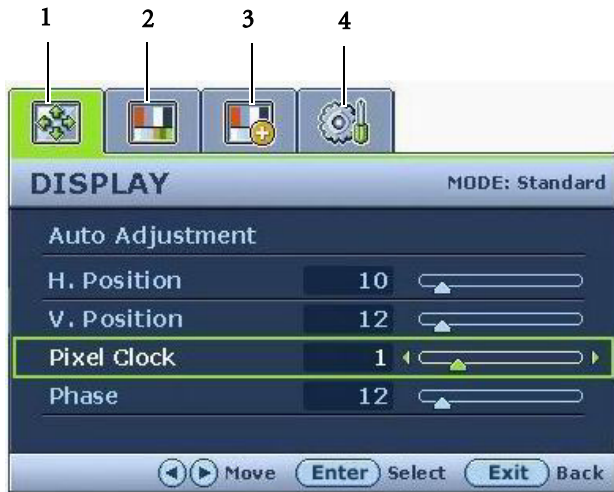 1 2 3 4
DISPLAY MODE: Standard
Auto Adjustment
H. Position 10
V. Position 12
Pixel Clock 1
Phase 12
Move Enter Select Exit Back